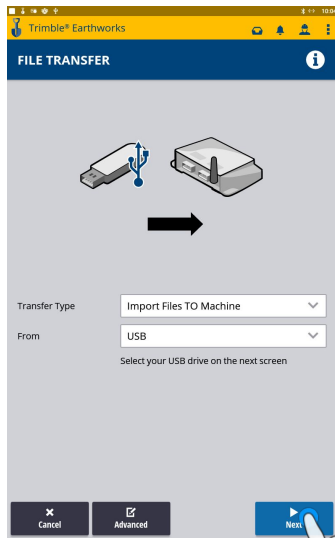 10:04
Trimble® Earthworks
FILE TRANSFER
Transfer Type
Import Files TO Machine
From
USB
Select your USB drive on the next screen
Cancel
Advanced
Next